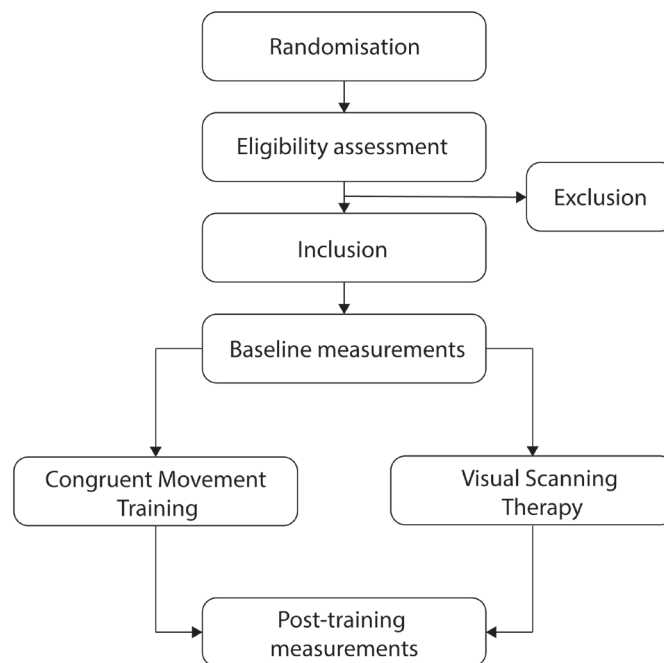 Randomisation
Eligibility assessment
Exclusion
Inclusion
Baseline measurements
Congruent Movement
Training
Visual Scanning
Therapy
Post-training
measurements